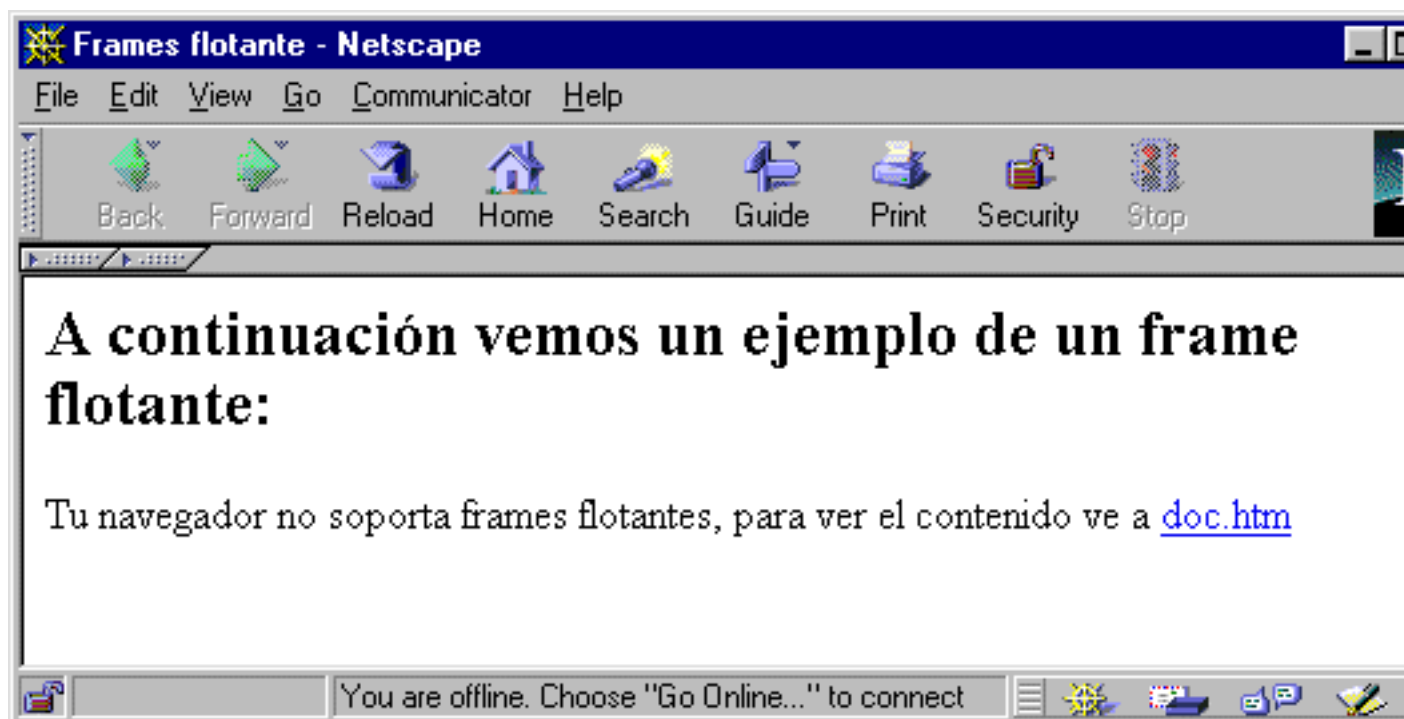 Frames flotante - Netscape
File Edit View Go Communicator Help
Back Forward Reload Home Search Guide Print Security Stop
A continuación vemos un ejemplo de un frame
flotante:
Tu navegador no soporta frames flotantes, para ver el contenido ve a doc.htm
You are offline. Choose "Go Online..." to connect